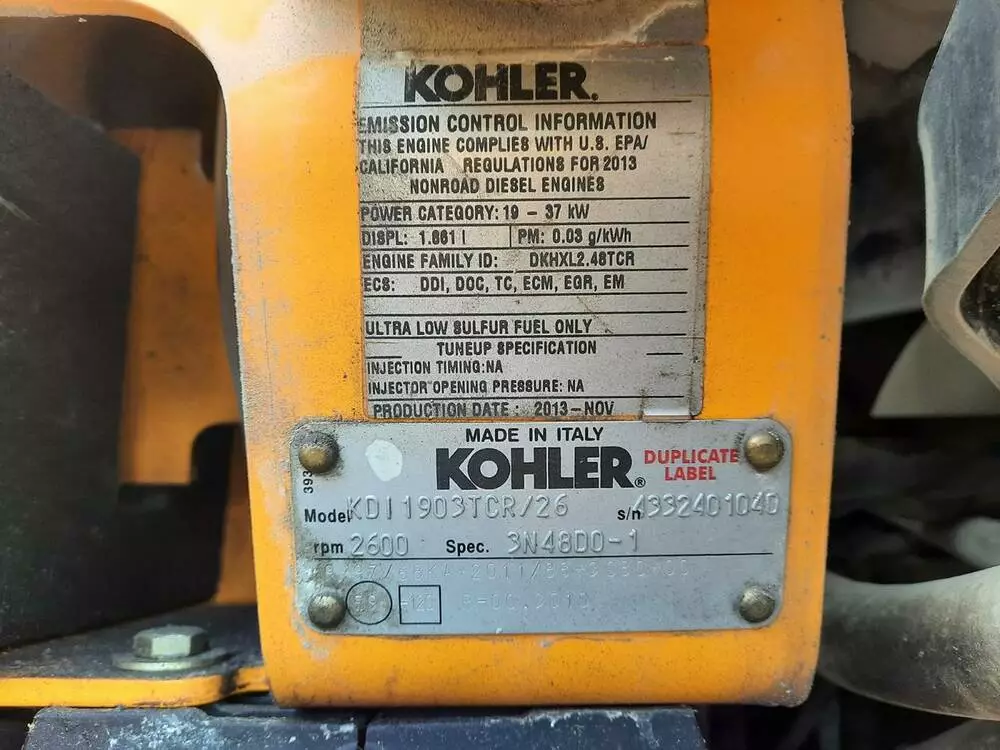 KOHLER.
EMISSION CONTROL INFORMATION
THIS ENGINE COMPLIES WITH U.S. EPA/
CALIFORNIA REGULATIONS FOR 2013
NONROAD DIESEL ENGINES
POWER CATEGORY: 19 - 37 kW
DISPL: 1.861 l PM: 0.03 g/kWh
ENGINE FAMILY ID: DKHXL2.48TCR
ECS: DDI, DOC, TC, ECM, EGR, EM
ULTRA LOW SULFUR FUEL ONLY
TUNEUP SPECIFICATION
INJECTION TIMING:NA
INJECTOR OPENING PRESSURE: NA
PRODUCTION DATE : 2013-NOV
MADE IN ITALY
KOHLER® DUPLICATE
LABEL
393
Model KDI1903TCR/26 s/n 4332401040
rpm 2600 Spec. 3N48D0-1
-120